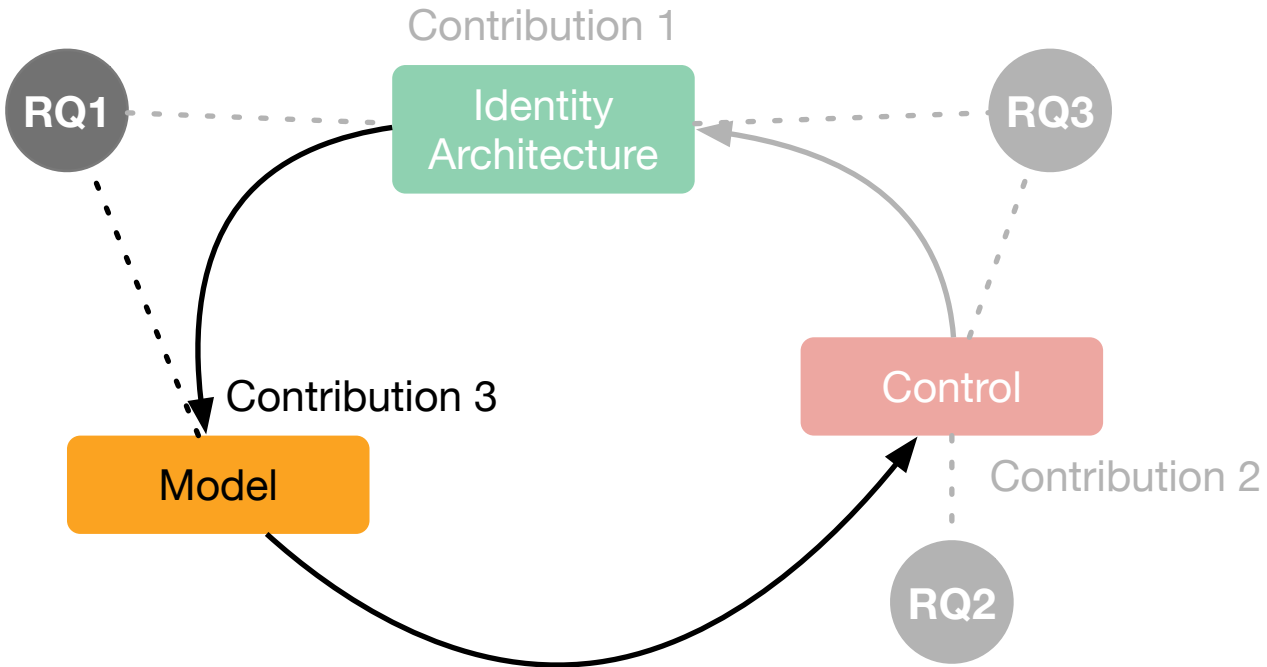 Contribution 1
RQ1
Identity
Architecture
RQ3
Contribution 3
Control
Model
Contribution 2
RQ2